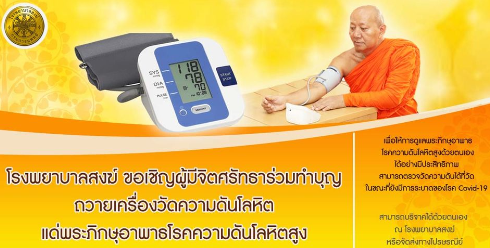 SYS
118
DIA
78
70
โรงพยาบาลสงฆ์ ขอเชิญผู้มีจิตศรัทธาร่วมทำบุญ
ถวายเครื่องวัดความดันโลหิต
แด่พระภิกษุอาพาธโรคความดันโลหิตสูง
เพื่อให้การดูแลพระภิกษุอาพาธ
โรคความดันโลหิตสูงด้วยตนเอง
ได้อย่างมีประสิทธิภาพ
สามารถตรวจวัดความดันได้ที่วัด
ในขณะที่ยังมีการระบาดของโรค Covid-19
สามารถบริจาคได้ด้วยตนเอง
ณ โรงพยาบาลสงฆ์
หรือจัดส่งทางไปรษณีย์